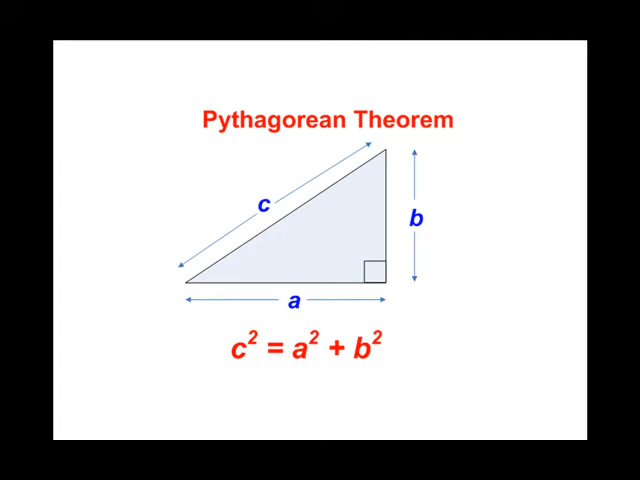 Pythagorean Theorem
c
b
a
c² = a² + b²